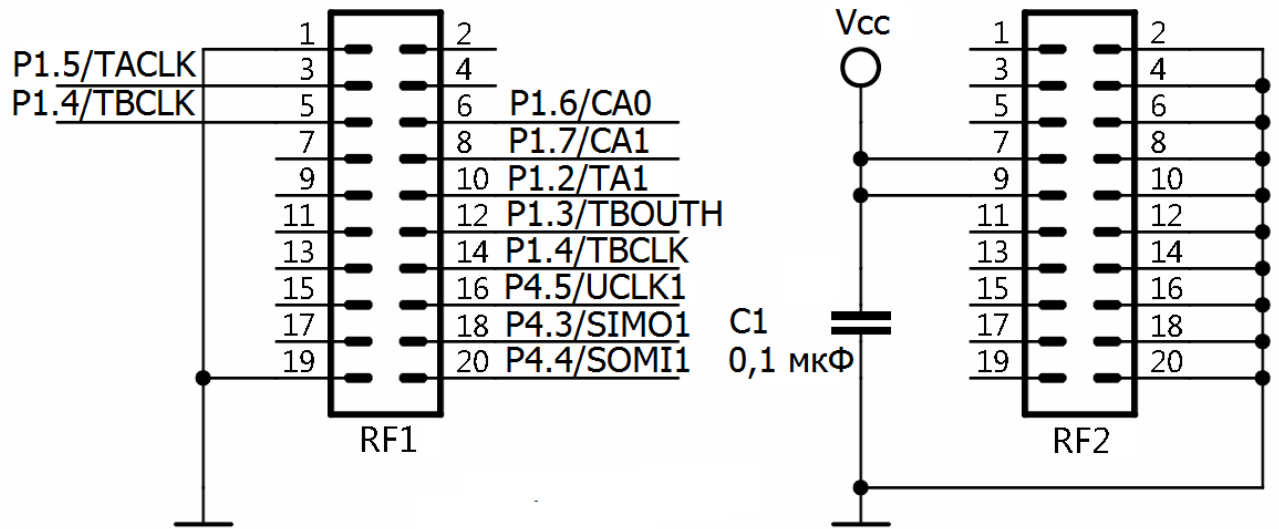 Vcc
1 2 1 2
P1.5/TACLK 3 4 3 4
P1.4/TBCLK 5 6 P1.6/CA0 5 6
7 8 P1.7/CA1 7 8
9 10 P1.2/TA1 9 10
11 12 P1.3/TBOUTH 11 12
13 14 P1.4/TBCLK 13 14
15 16 P4.5/UCLK1 15 16
17 18 P4.3/SIMO1 C1 17 18
19 20 P4.4/SOMI1 0,1 мкФ 19 20
RF1 RF2